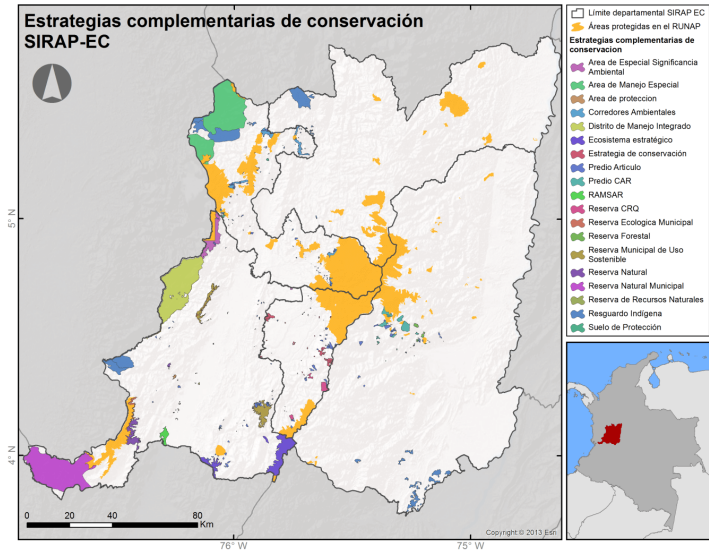 Estrategias complementarias de conservación
SIRAP-EC
5° N
4° N
76° W
75° W
0 20 40 80
Km
Copyright © 2013 Esri
Límite departamental SIRAP EC
Áreas protegidas en el RUNAP
Estrategias complementarias de
conservacion
Area de Especial Significancia
Ambiental
Area de Manejo Especial
Area de proteccion
Corredores Ambientales
Distrito de Manejo Integrado
Ecosistema estratégico
Estrategia de conservación
Predio Articulo
Predio CAR
RAMSAR
Reserva CRQ
Reserva Ecologica Municipal
Reserva Forestal
Reserva Municipal de Uso
Sostenible
Reserva Natural
Reserva Natural Municipal
Reserva de Recursos Naturales
Resguardo Indígena
Suelo de Protección